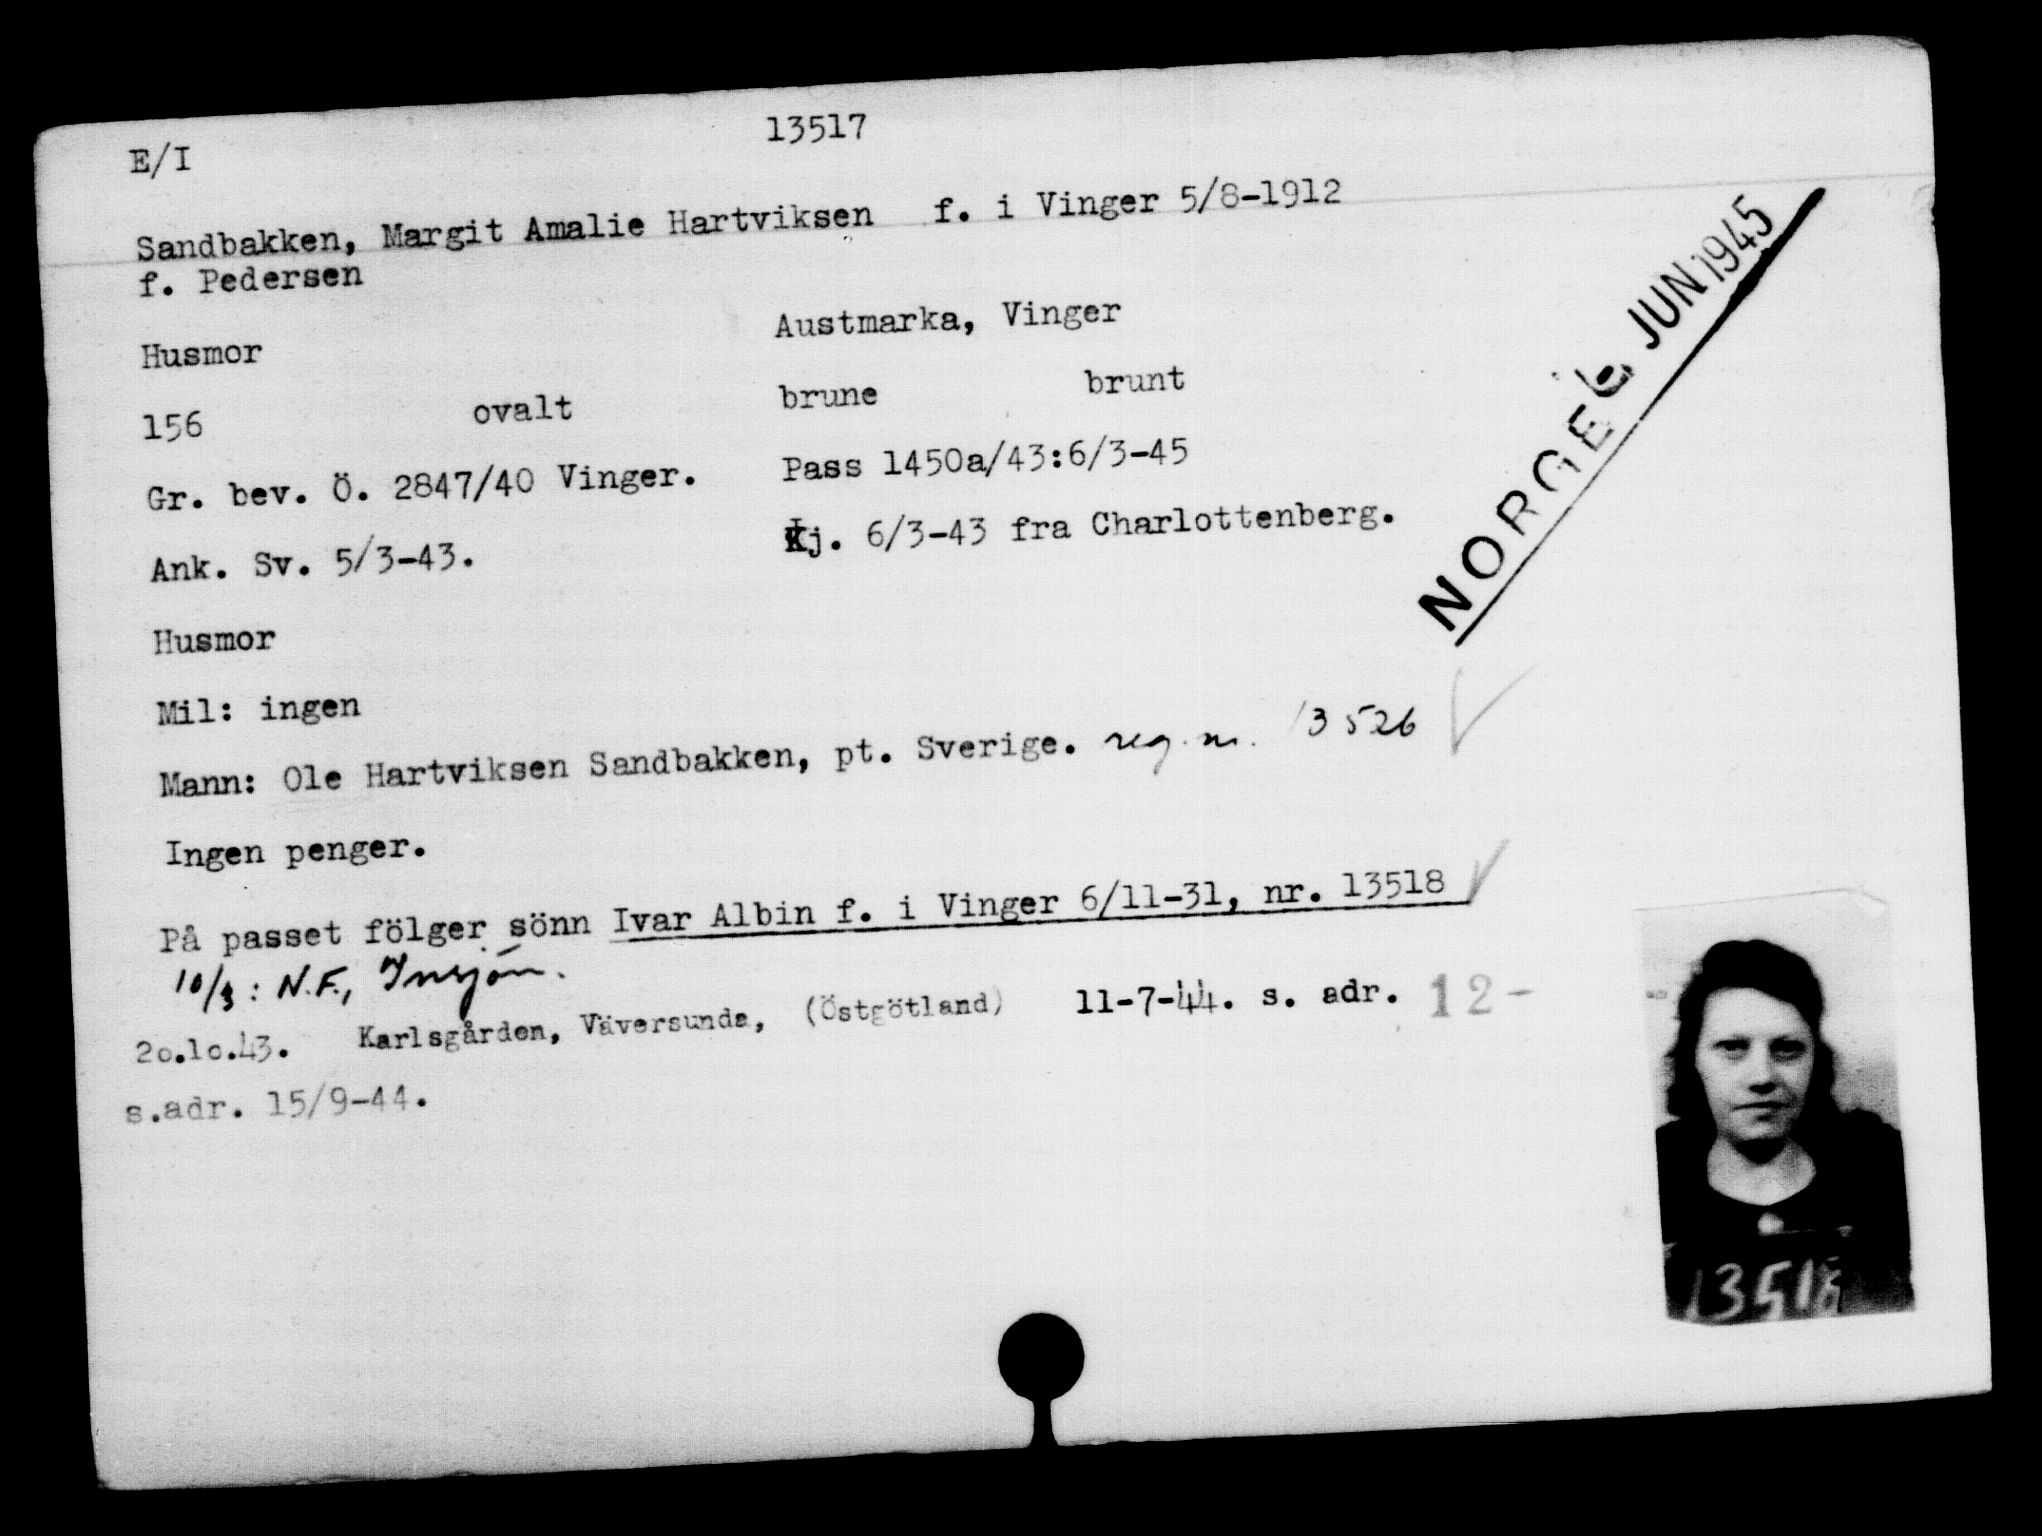 E/I 13517
Sandbakken, Margit Amalie Hartviksen f. i Vinger 5/8-1912
f. Pedersen
Husmor Austmarka, Vinger
156 ovalt brune brunt
Gr. bev. Ö. 2847/40 Vinger. Pass 1450a/43:6/3-45
Ank. Sv. 5/3-43. Kj. 6/3-43 fra Charlottenberg.
NORGE JUN 1945
Husmor
Mil: ingen
Mann: Ole Hartviksen Sandbakken, pt. Sverige. reg. nr. 13526
Ingen penger.
På passet fölger sönn Ivar Albin f. i Vinger 6/11-31, nr. 13518
10/3: N.F., Insjön.
20.10.43. Karlsgården, Väversunda, (Östgötland) 11-7-44. s. adr. 12-
s.adr. 15/9-44.